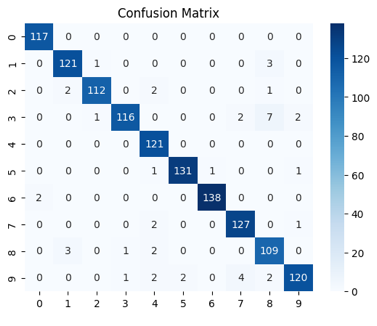 Confusion Matrix
0 117 0 0 0 0 0 0 0 0 0
1 0 121 1 0 0 0 0 0 3 0
2 0 2 112 0 2 0 0 0 1 0
3 0 0 1 116 0 0 0 2 7 2
4 0 0 0 0 121 0 0 0 0 0
5 0 0 0 0 1 131 1 0 0 1
6 2 0 0 0 0 0 138 0 0 0
7 0 0 0 0 2 0 0 127 0 1
8 0 3 0 1 2 0 0 0 109 0
9 0 0 0 1 2 2 0 4 2 120
0 1 2 3 4 5 6 7 8 9
120
100
80
60
40
20
0